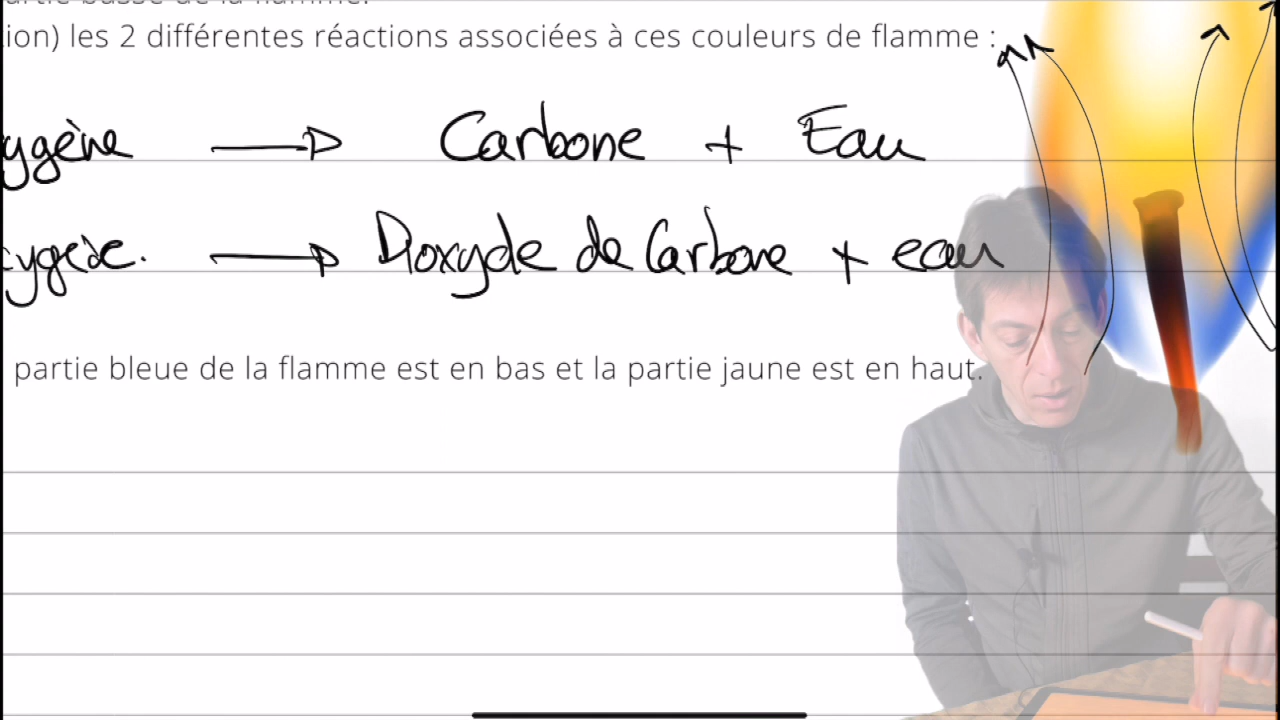 ion) les 2 différentes réactions associées à ces couleurs de flamme :
ygène → Carbone + Eau
ygède. → Dioxyde de Carbone + eau
partie bleue de la flamme est en bas et la partie jaune est en haut.